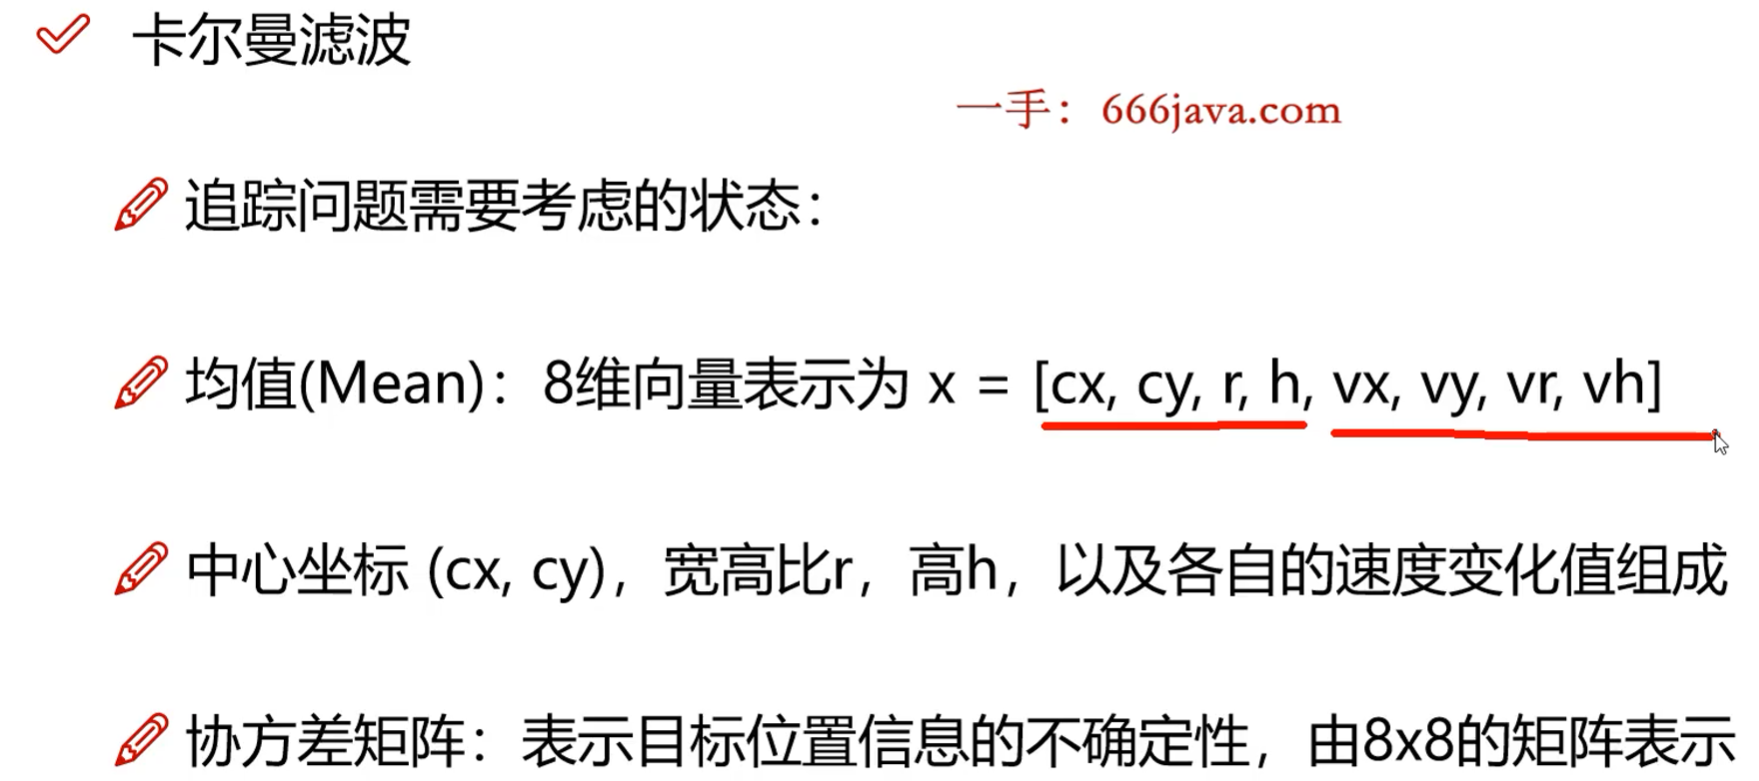 卡尔曼滤波
一手：666java.com
追踪问题需要考虑的状态：
均值(Mean)：8维向量表示为 x = [cx, cy, r, h, vx, vy, vr, vh]
中心坐标 (cx, cy)，宽高比r，高h，以及各自的速度变化值组成
协方差矩阵：表示目标位置信息的不确定性，由8x8的矩阵表示